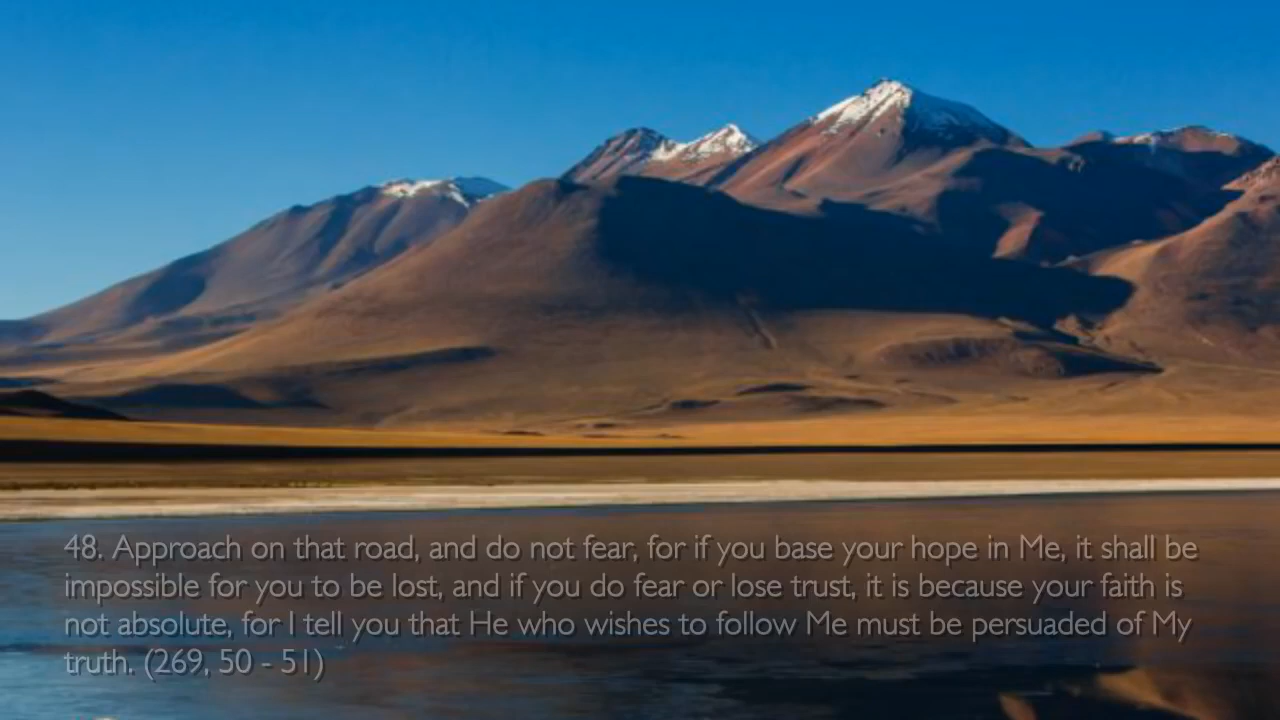 48. Approach on that road, and do not fear, for if you base your hope in Me, it shall be
impossible for you to be lost, and if you do fear or lose trust, it is because your faith is
not absolute, for I tell you that He who wishes to follow Me must be persuaded of My
truth. (269, 50 - 51)